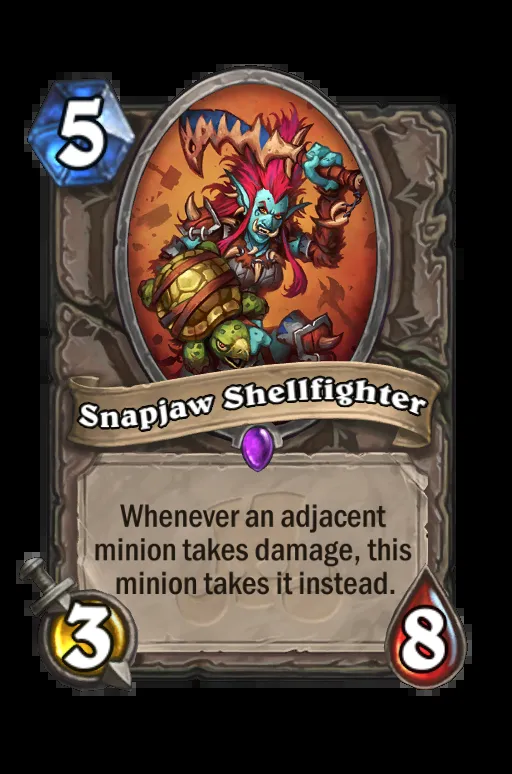 5
Snapjaw Shellfighter
Whenever an adjacent
minion takes damage, this
minion takes it instead.
3
8